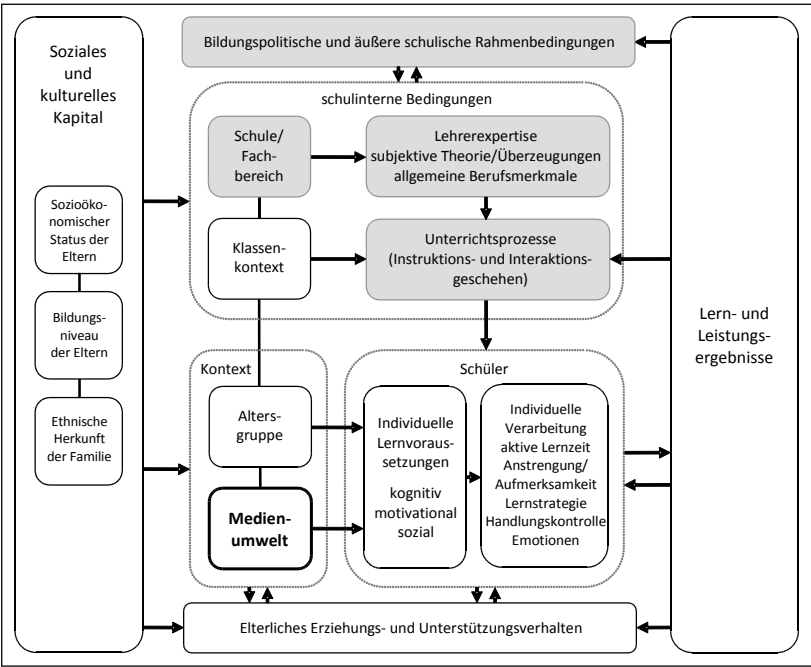 Soziales
und
kulturelles
Kapital
Sozioöko-
nomischer
Status der
Eltern
Bildungs-
niveau
der Eltern
Ethnische
Herkunft
der Familie
Bildungspolitische und äußere schulische Rahmenbedingungen
schulinterne Bedingungen
Schule/
Fach-
bereich
Lehrerexpertise
subjektive Theorie/Überzeugungen
allgemeine Berufsmerkmale
Klassen-
kontext
Unterrichtsprozesse
(Instruktions- und Interaktions-
geschehen)
Kontext
Alters-
gruppe
Medien-
umwelt
Schüler
Individuelle
Lernvoraus-
setzungen
kognitiv
motivational
sozial
Individuelle
Verarbeitung
aktive Lernzeit
Anstrengung/
Aufmerksamkeit
Lernstrategie
Handlungskontrolle
Emotionen
Elterliches Erziehungs- und Unterstützungsverhalten
Lern- und
Leistungs-
ergebnisse